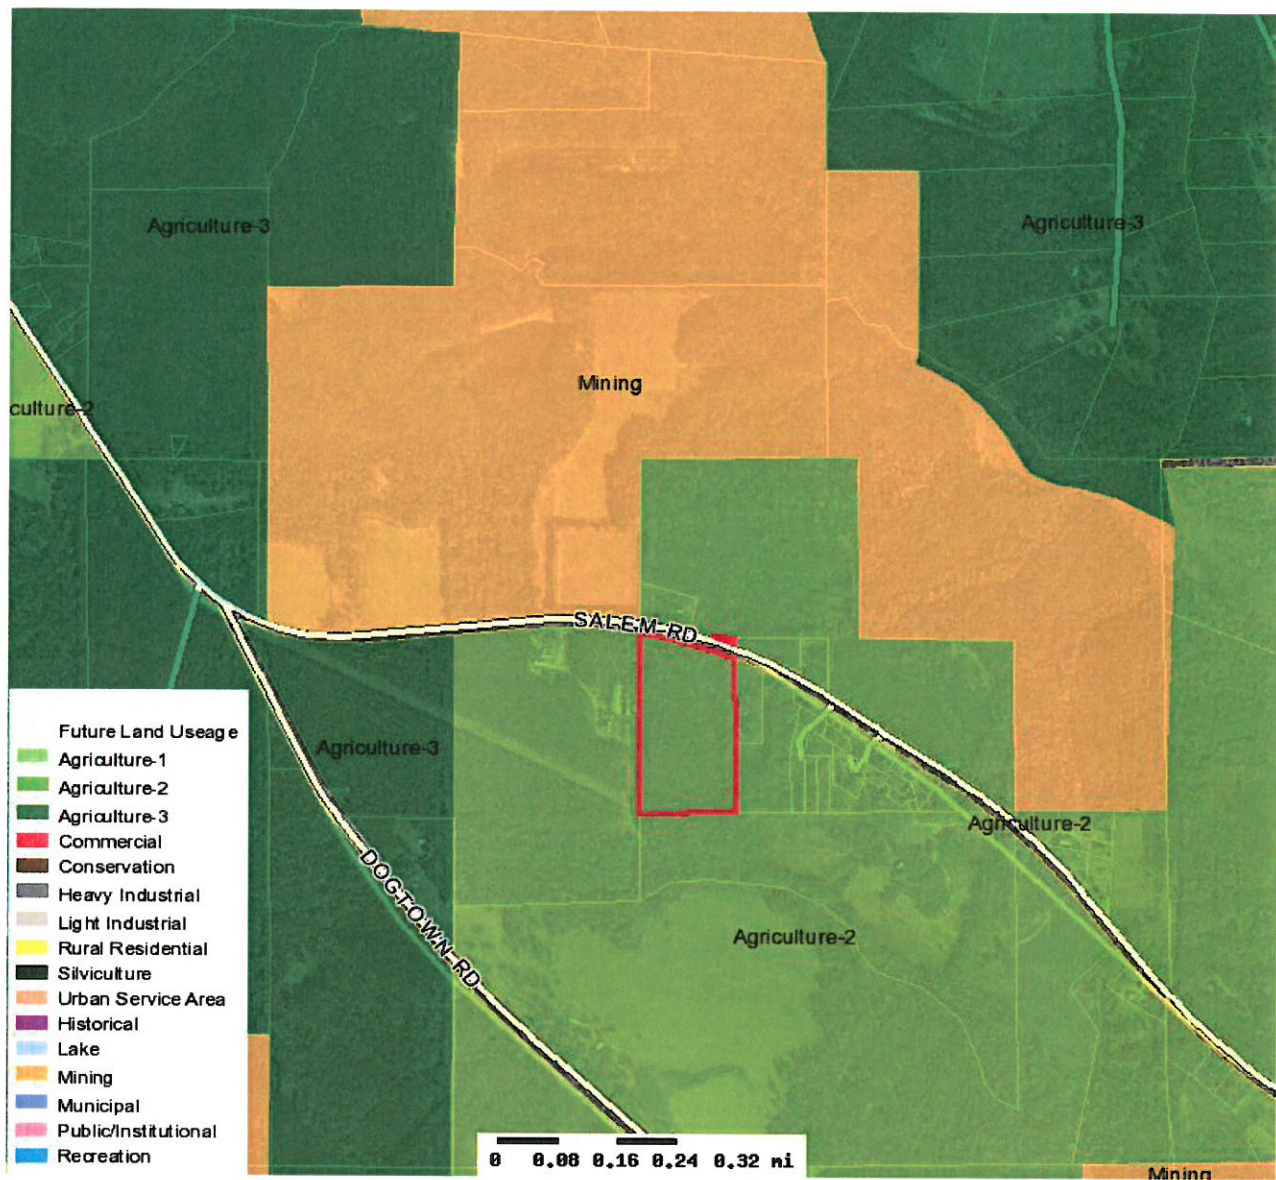 Agriculture-3
Agriculture-3
Mining
culture-2
SALEM RD
Agriculture-3
Agriculture-2
DOGTOWN RD
Agriculture-2
Mining
Future Land Useage
Agriculture-1
Agriculture-2
Agriculture-3
Commercial
Conservation
Heavy Industrial
Light Industrial
Rural Residential
Silviculture
Urban Service Area
Historical
Lake
Mining
Municipal
Public/Institutional
Recreation
0 0.08 0.16 0.24 0.32 mi